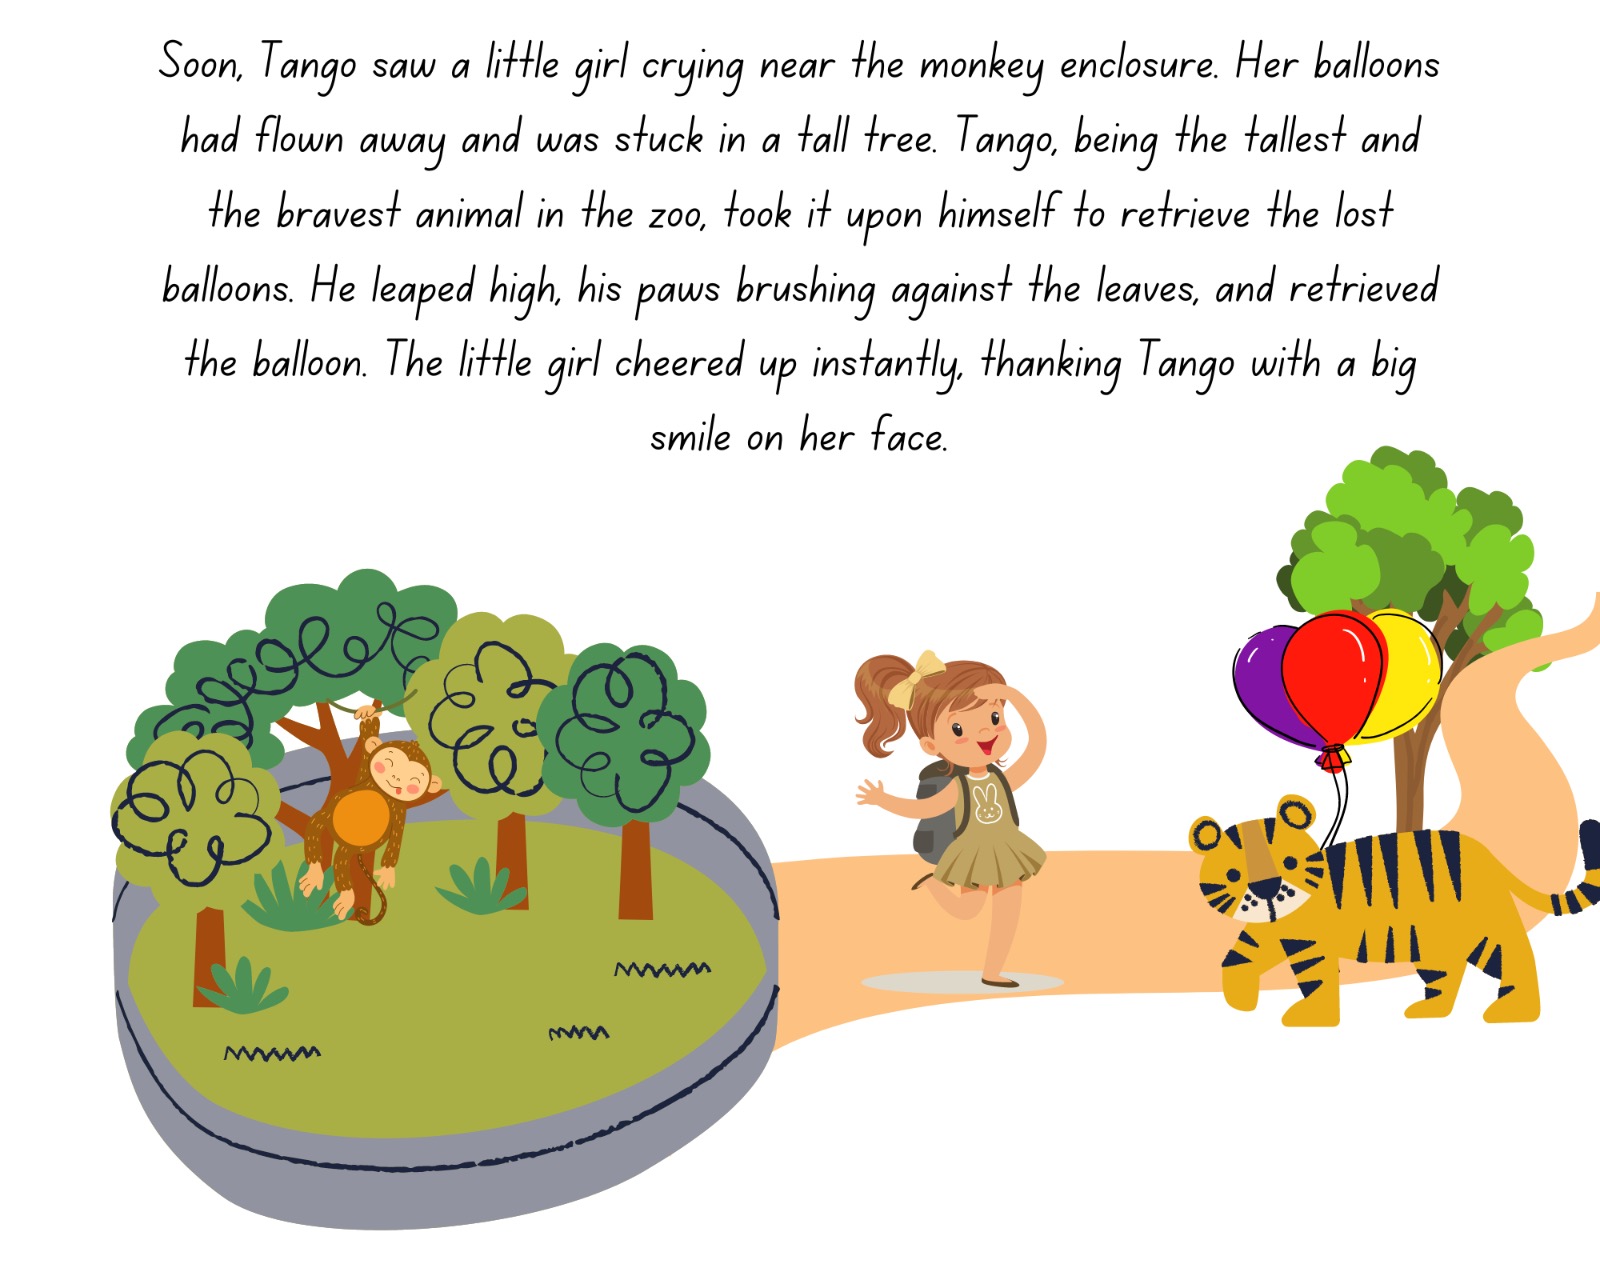 Soon, Tango saw a little girl crying near the monkey enclosure. Her balloons
had flown away and was stuck in a tall tree. Tango, being the tallest and
the bravest animal in the zoo, took it upon himself to retrieve the lost
balloons. He leaped high, his paws brushing against the leaves, and retrieved
the balloon. The little girl cheered up instantly, thanking Tango with a big
smile on her face.